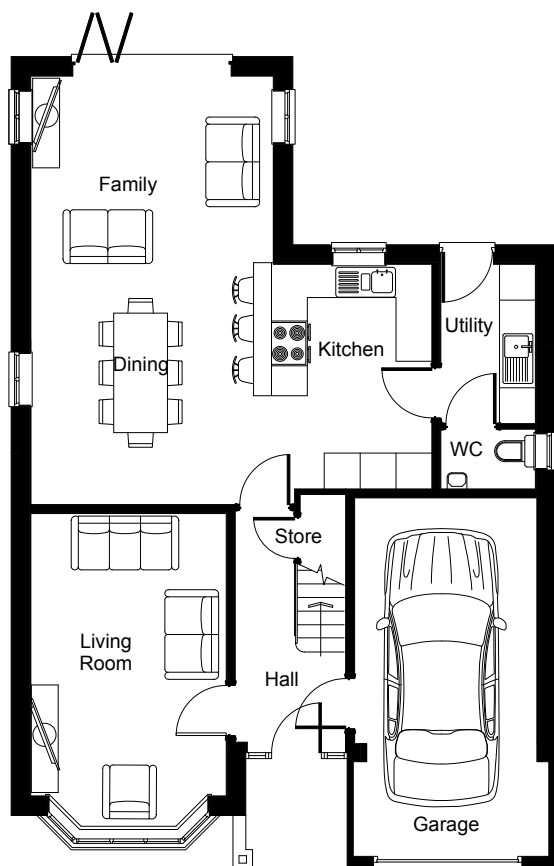 Family
Utility
Kitchen
Dining
WC
Store
Living
Room
Hall
Garage